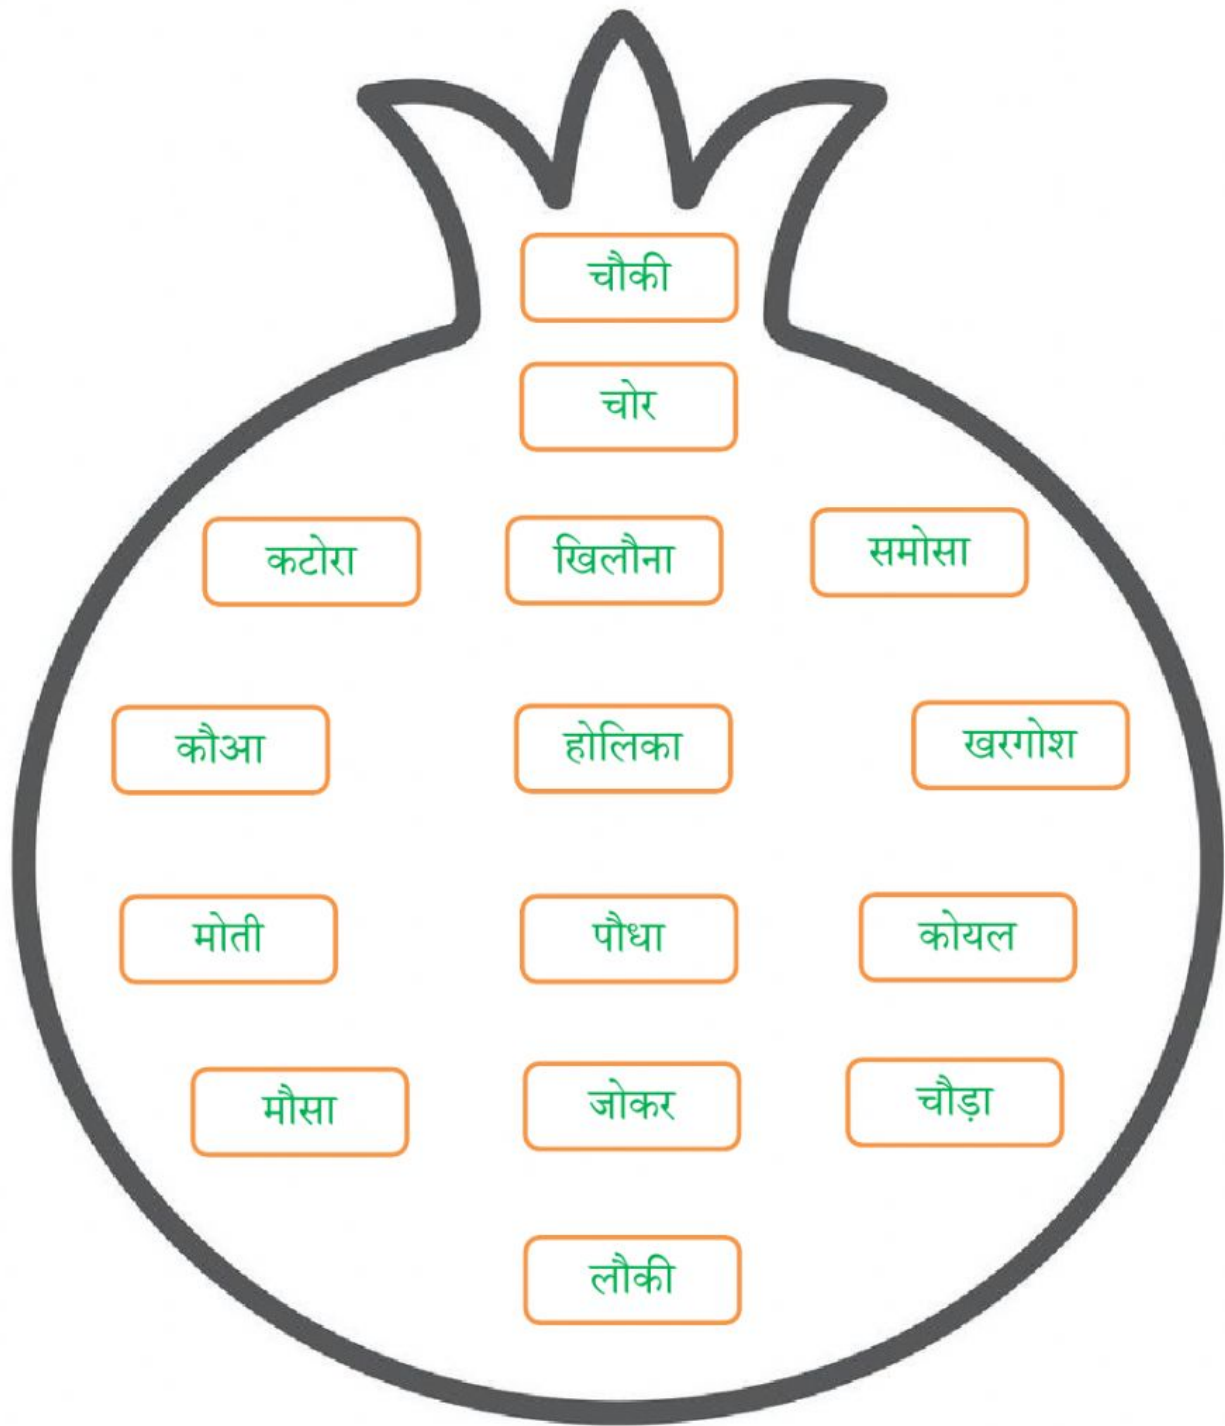 चौकी
चोर
कटोरा खिलौना समोसा
कौआ होलिका खरगोश
मोती पौधा कोयल
मौसा जोकर चौड़ा
लौकी